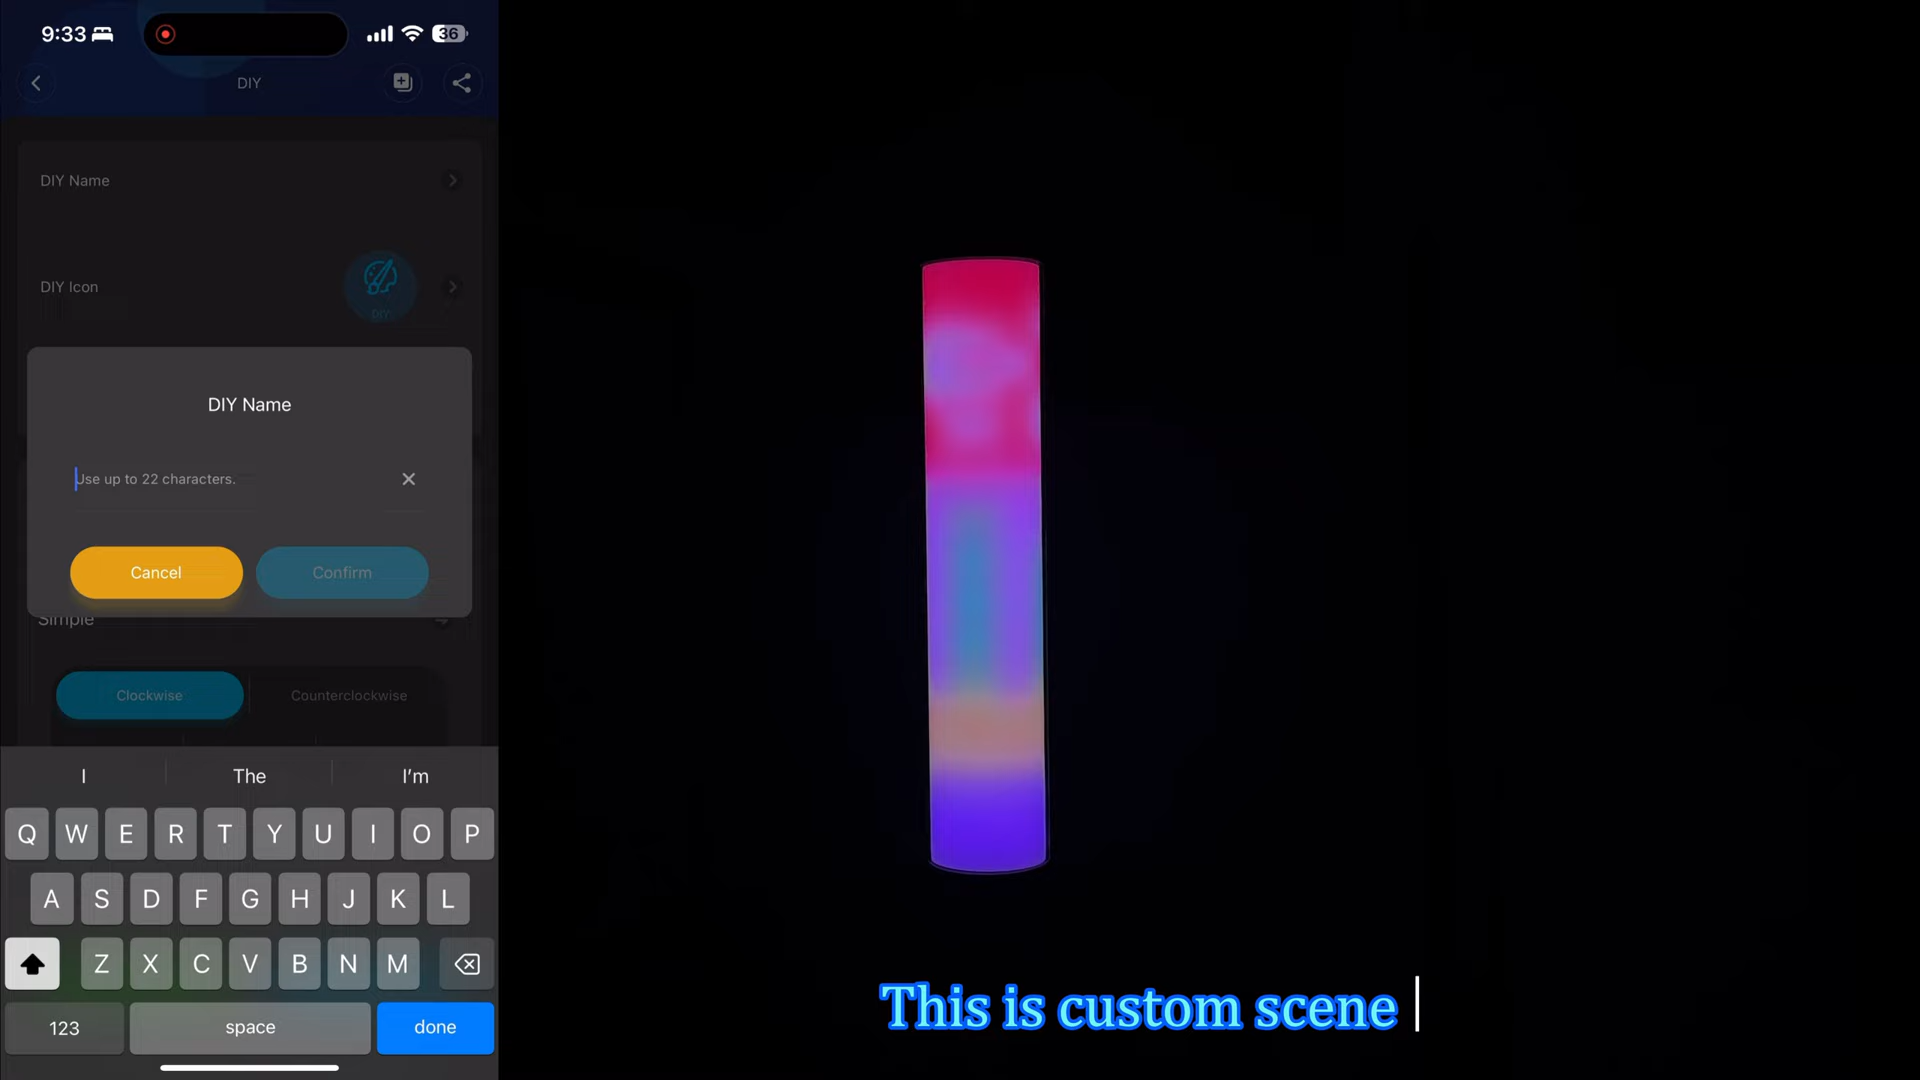 9:33
36
DIY
DIY Name
DIY Icon
DIY
DIY Name
Use up to 22 characters.
Cancel
Confirm
Simple
Clockwise
Counterclockwise
I
The
I'm
Q W E R T Y U I O P
A S D F G H J K L
Z X C V B N M
123
space
done
This is custom scene